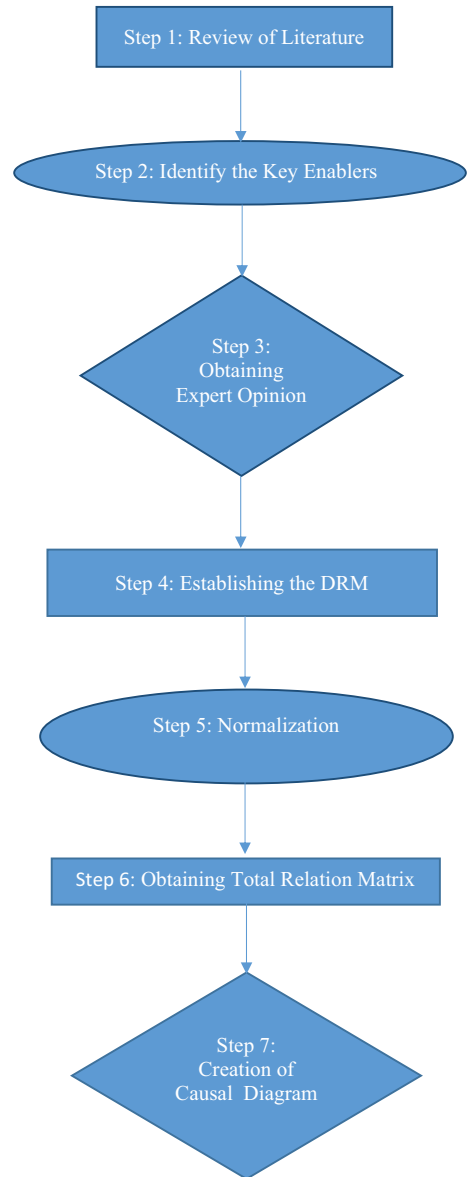 Step 1: Review of Literature
Step 2: Identify the Key Enablers
Step 3:
Obtaining
Expert Opinion
Step 4: Establishing the DRM
Step 5: Normalization
Step 6: Obtaining Total Relation Matrix
Step 7:
Creation of
Causal Diagram